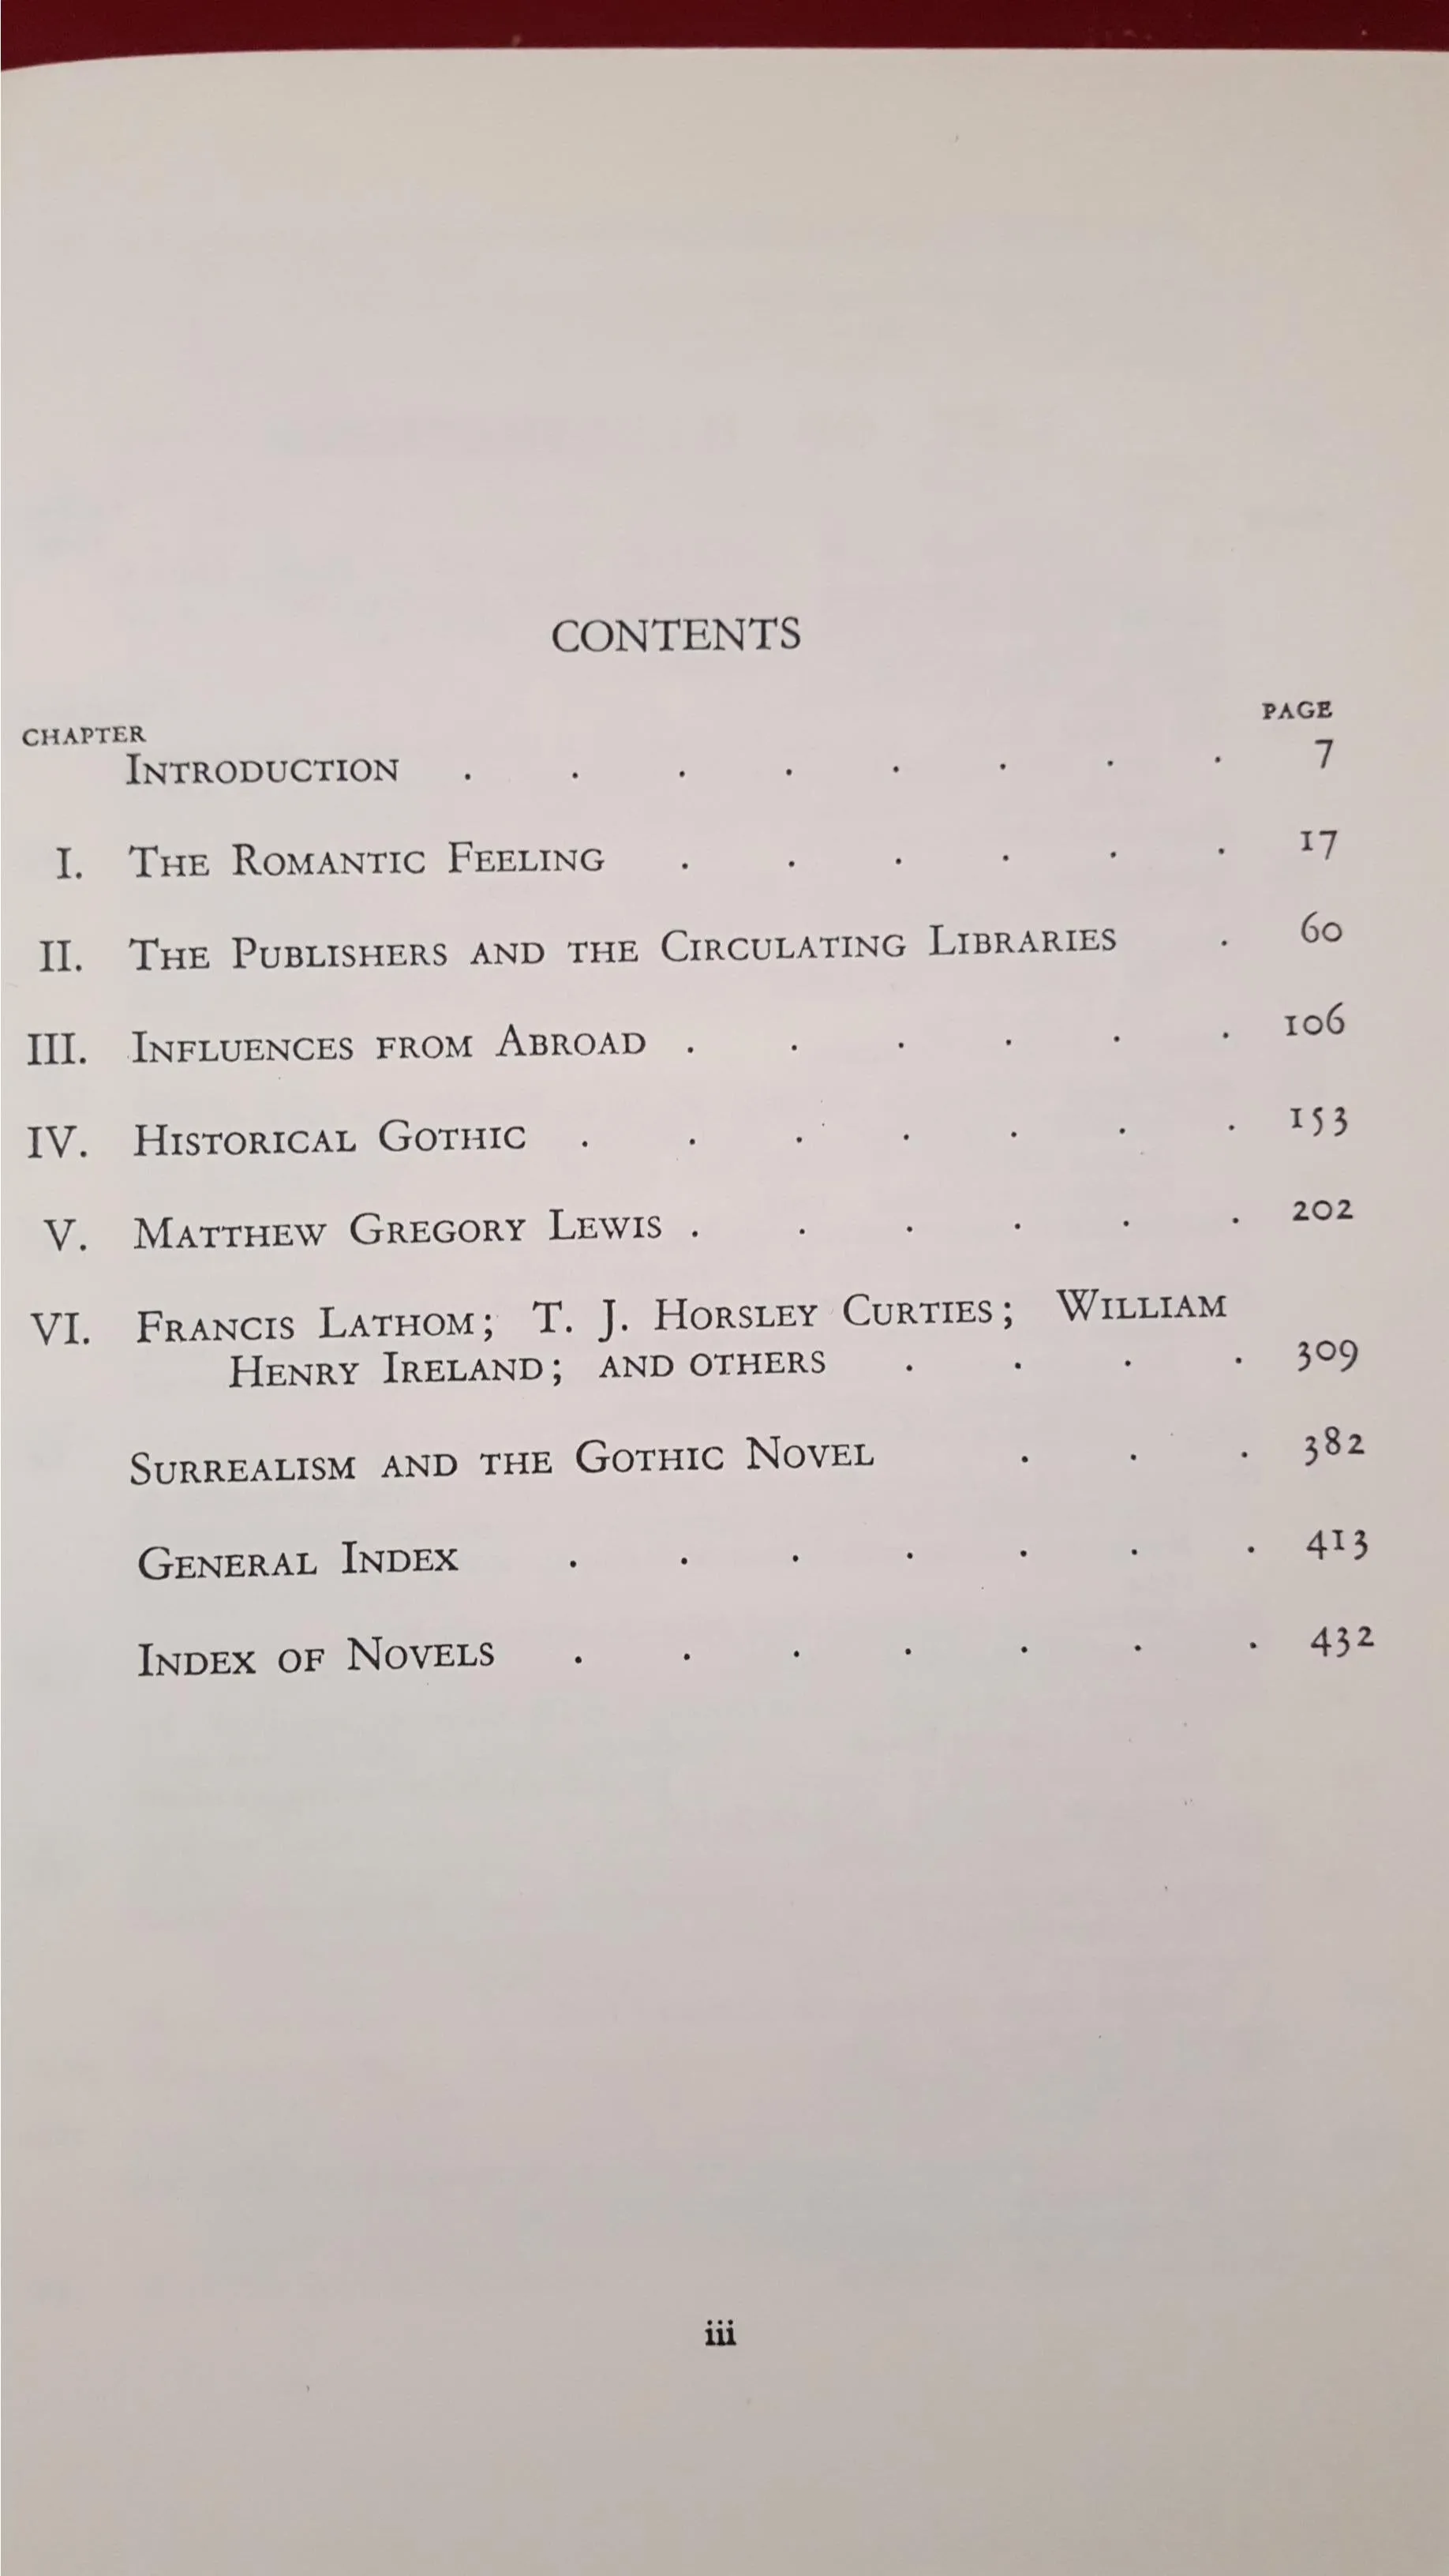 CONTENTS
CHAPTER PAGE
INTRODUCTION . . . . . . . . 7
I. THE ROMANTIC FEELING . . . . . . 17
II. THE PUBLISHERS AND THE CIRCULATING LIBRARIES . 60
III. INFLUENCES FROM ABROAD . . . . . . 106
IV. HISTORICAL GOTHIC . . . . . . . 153
V. MATTHEW GREGORY LEWIS . . . . . . 202
VI. FRANCIS LATHOM; T. J. HORSLEY CURTIES; WILLIAM
HENRY IRELAND; AND OTHERS . . . . 309
SURREALISM AND THE GOTHIC NOVEL . . . 382
GENERAL INDEX . . . . . . . 413
INDEX OF NOVELS . . . . . . . 432
iii